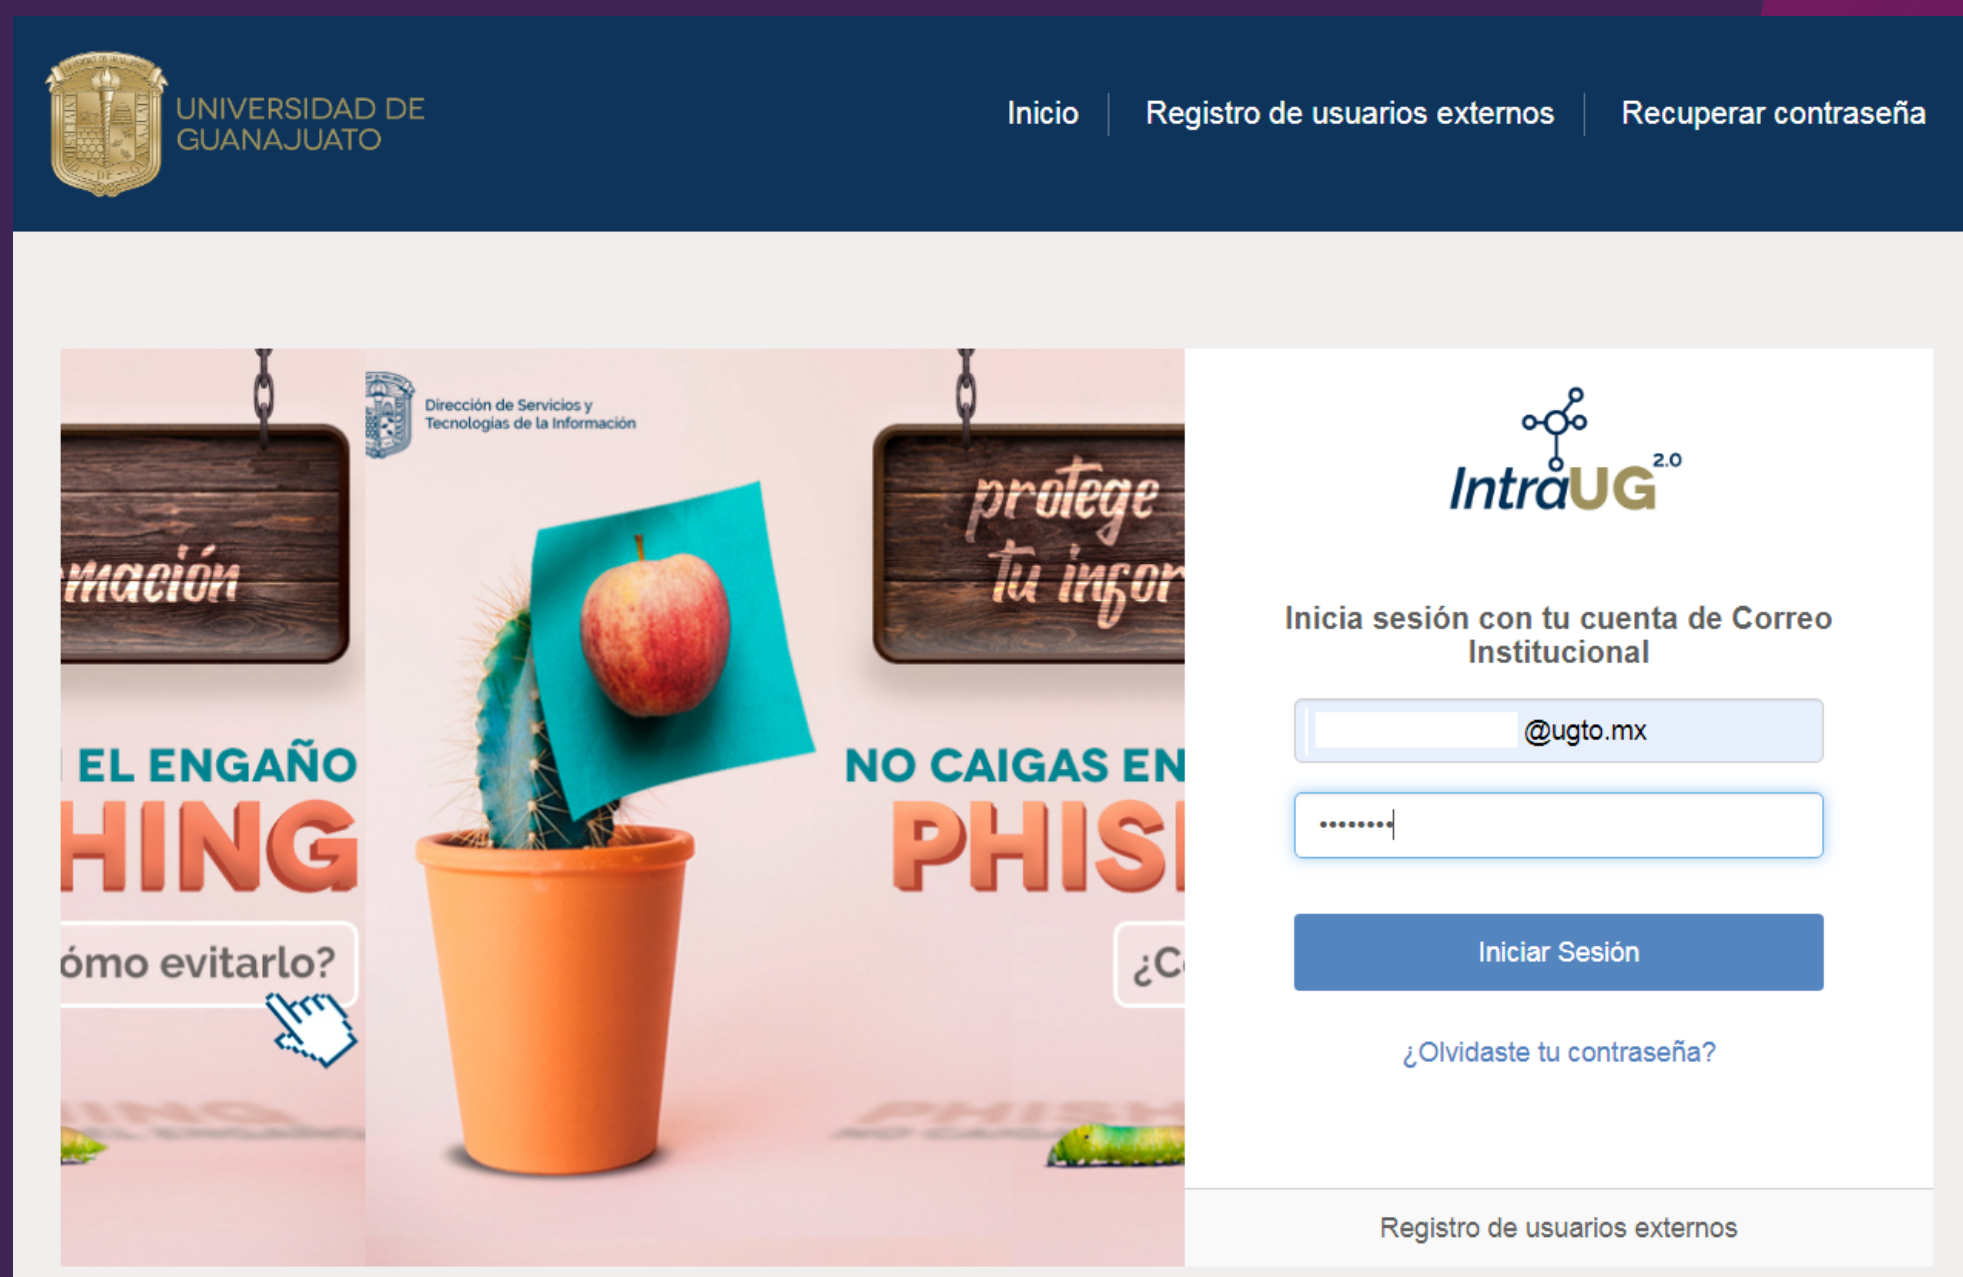 UNIVERSIDAD DE
GUANAJUATO
Inicio
Registro de usuarios externos
Recuperar contraseña
mación
EL ENGAÑO
HING
ómo evitarlo?
Dirección de Servicios y
Tecnologías de la Información
protege
tu infor
NO CAIGAS EN
PHIS
¿C
IntraUG 2.0
Inicia sesión con tu cuenta de Correo
Institucional
@ugto.mx
••••••••
Iniciar Sesión
¿Olvidaste tu contraseña?
Registro de usuarios externos